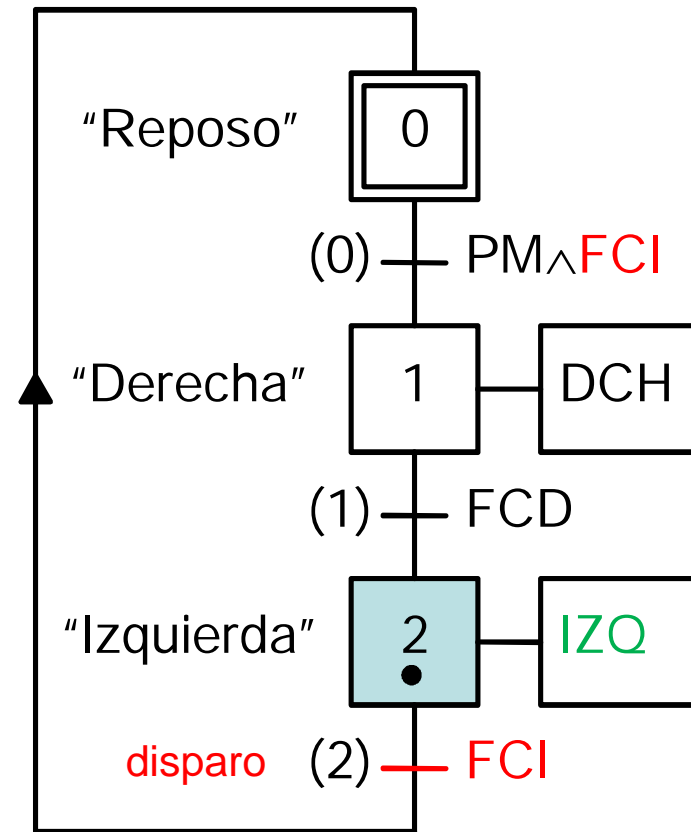 “Reposo” 0
(0) PM∧FCI
“Derecha” 1 DCH
(1) FCD
“Izquierda” 2 IZQ
disparo (2) FCI